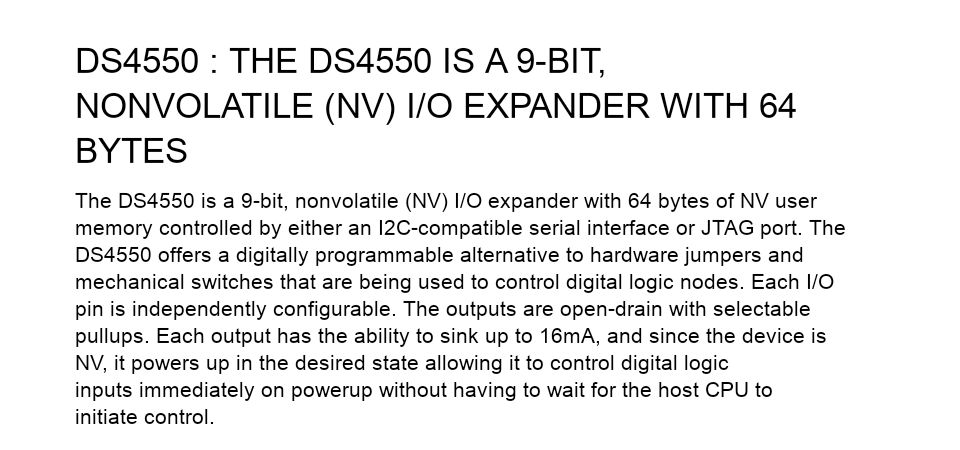 DS4550 : THE DS4550 IS A 9-BIT,
NONVOLATILE (NV) I/O EXPANDER WITH 64
BYTES
The DS4550 is a 9-bit, nonvolatile (NV) I/O expander with 64 bytes of NV user
memory controlled by either an I2C-compatible serial interface or JTAG port. The
DS4550 offers a digitally programmable alternative to hardware jumpers and
mechanical switches that are being used to control digital logic nodes. Each I/O
pin is independently configurable. The outputs are open-drain with selectable
pullups. Each output has the ability to sink up to 16mA, and since the device is
NV, it powers up in the desired state allowing it to control digital logic
inputs immediately on powerup without having to wait for the host CPU to
initiate control.